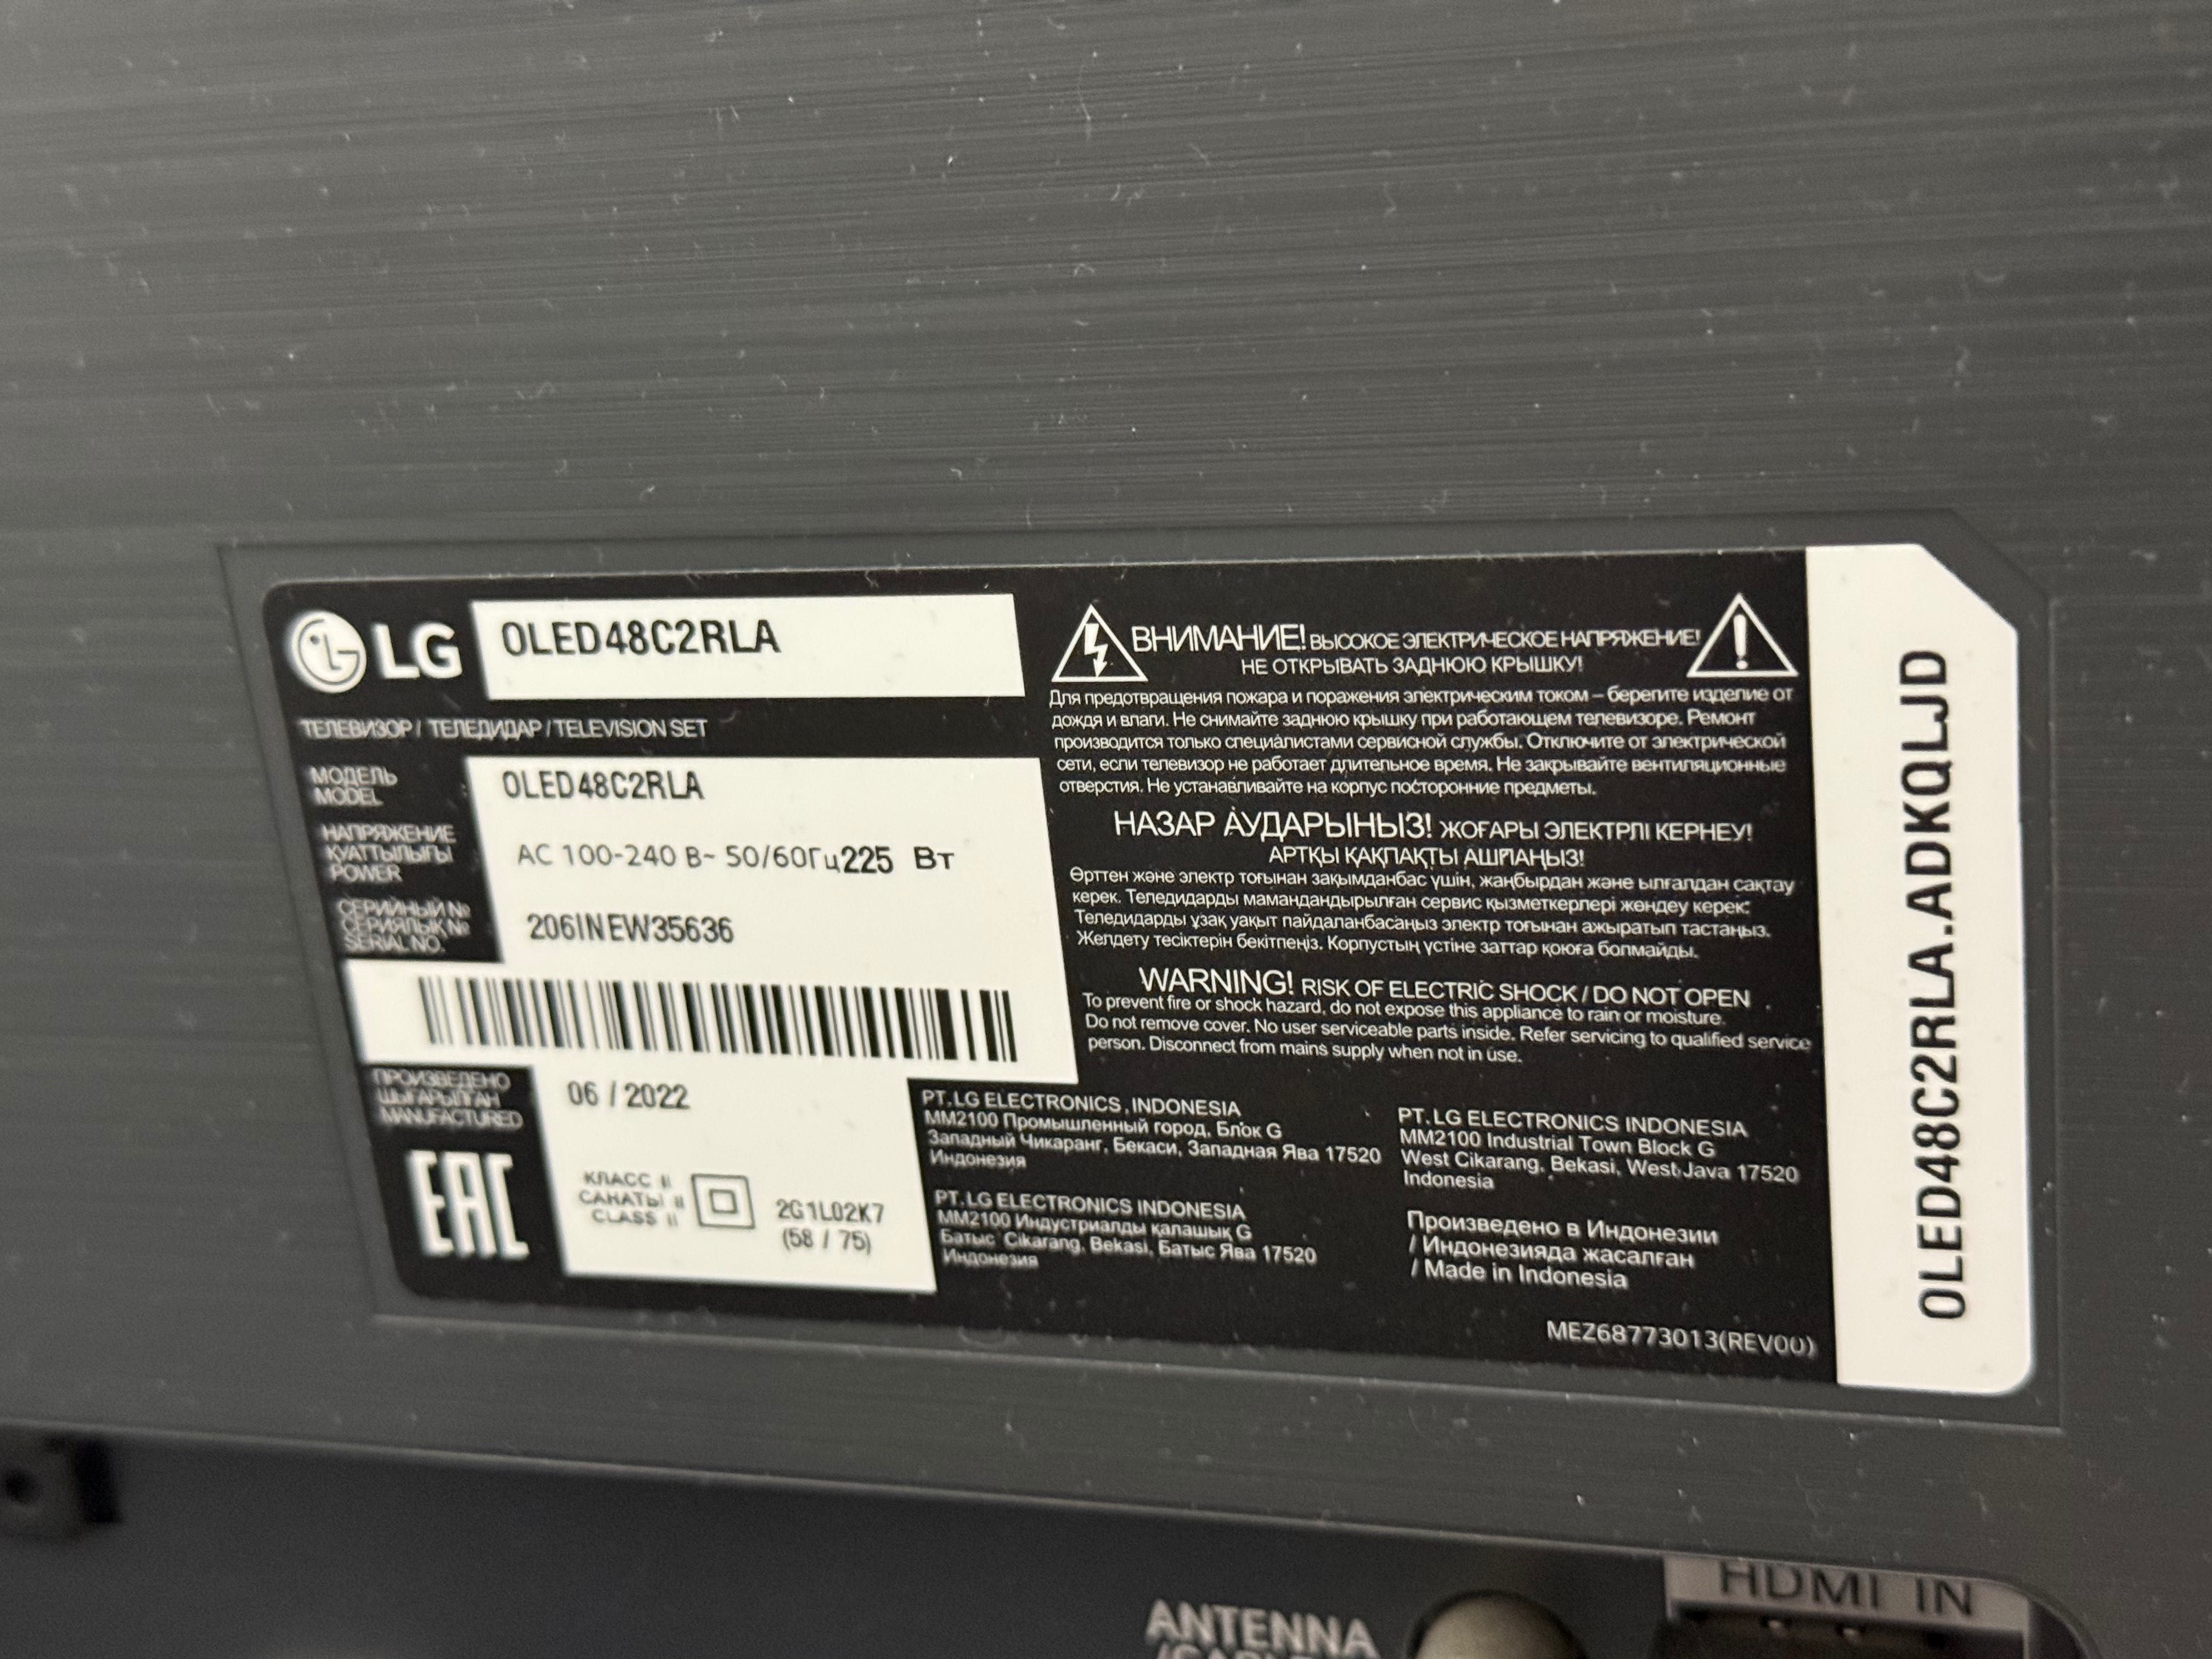 LG
OLED48C2RLA
ТЕЛЕВИЗОР / ТЕЛЕДИДАР / TELEVISION SET
МОДЕЛЬ
MODEL
OLED48C2RLA
НАПРЯЖЕНИЕ
ҚУАТТЫЛЫҒЫ
POWER
AC 100-240 В~ 50/60Гц 225 Вт
СЕРИЙНЫЙ №
СЕРИЯЛЫҚ №
SERIAL NO.
206INEW35636
ПРОИЗВЕДЕНО
ШЫҒАРЫЛҒАН
MANUFACTURED
06 / 2022
EAC
КЛАСС II
САНАТЫ II
CLASS II
2G1L02K7
(58 / 75)
ВНИМАНИЕ! ВЫСОКОЕ ЭЛЕКТРИЧЕСКОЕ НАПРЯЖЕНИЕ!
НЕ ОТКРЫВАТЬ ЗАДНЮЮ КРЫШКУ!
Для предотвращения пожара и поражения электрическим током – берегите изделие от
дождя и влаги. Не снимайте заднюю крышку при работающем телевизоре. Ремонт
производится только специалистами сервисной службы. Отключите от электрической
сети, если телевизор не работает длительное время. Не закрывайте вентиляционные
отверстия. Не устанавливайте на корпус посторонние предметы.
НАЗАР АУДАРЫҢЫЗ! ЖОҒАРЫ ЭЛЕКТРЛІ КЕРНЕУ!
АРТҚЫ ҚАҚПАҚТЫ АШПАҢЫЗ!
Өрттен және электр тоғынан зақымданбас үшін, жаңбырдан және ылғалдан сақтау
керек. Теледидарды мамандандырылған сервис қызметкерлері жөндеу керек.
Теледидарды ұзақ уақыт пайдаланбасаңыз электр тоғынан ажыратып тастаңыз.
Желдету тесіктерін бекітпеңіз. Корпустың үстіне заттар қоюға болмайды.
WARNING! RISK OF ELECTRIC SHOCK / DO NOT OPEN
To prevent fire or shock hazard, do not expose this appliance to rain or moisture.
Do not remove cover. No user serviceable parts inside. Refer servicing to qualified service
person. Disconnect from mains supply when not in use.
PT.LG ELECTRONICS INDONESIA
MM2100 Промышленный город, Блок G
Западный Чикаранг, Бекаси, Западная Ява 17520
Индонезия
PT.LG ELECTRONICS INDONESIA
MM2100 Индустриалды қалашық G
Батыс Cikarang, Bekasi, Батыс Ява 17520
Индонезия
PT.LG ELECTRONICS INDONESIA
MM2100 Industrial Town Block G
West Cikarang, Bekasi, West Java 17520
Indonesia
Произведено в Индонезии
/ Индонезияда жасалған
/ Made in Indonesia
MEZ68773013(REV00)
OLED48C2RLA.ADKQLJD
ANTENNA
HDMI IN